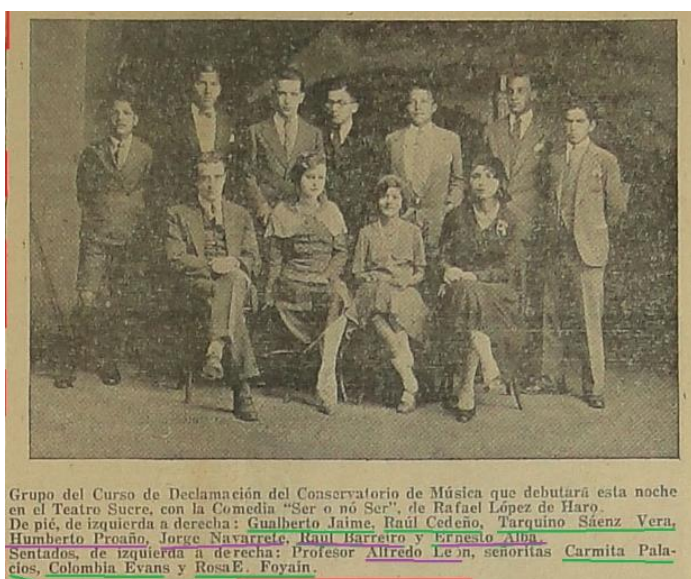 Grupo del Curso de Declamación del Conservatorio de Música que debutará esta noche
en el Teatro Sucre, con la Comedia “Ser o nó Ser”, de Rafael López de Haro.
De pié, de izquierda a derecha: Gualberto Jaime, Raúl Cedeño, Tarquino Sáenz Vera,
Humberto Proaño, Jorge Navarrete, Raul Barreiro y Ernesto Alba.
Sentados, de izquierda a derecha: Profesor Alfredo León, señoritas Carmita Pala-
cios, Colombia Evans y Rosa E. Foyaín.